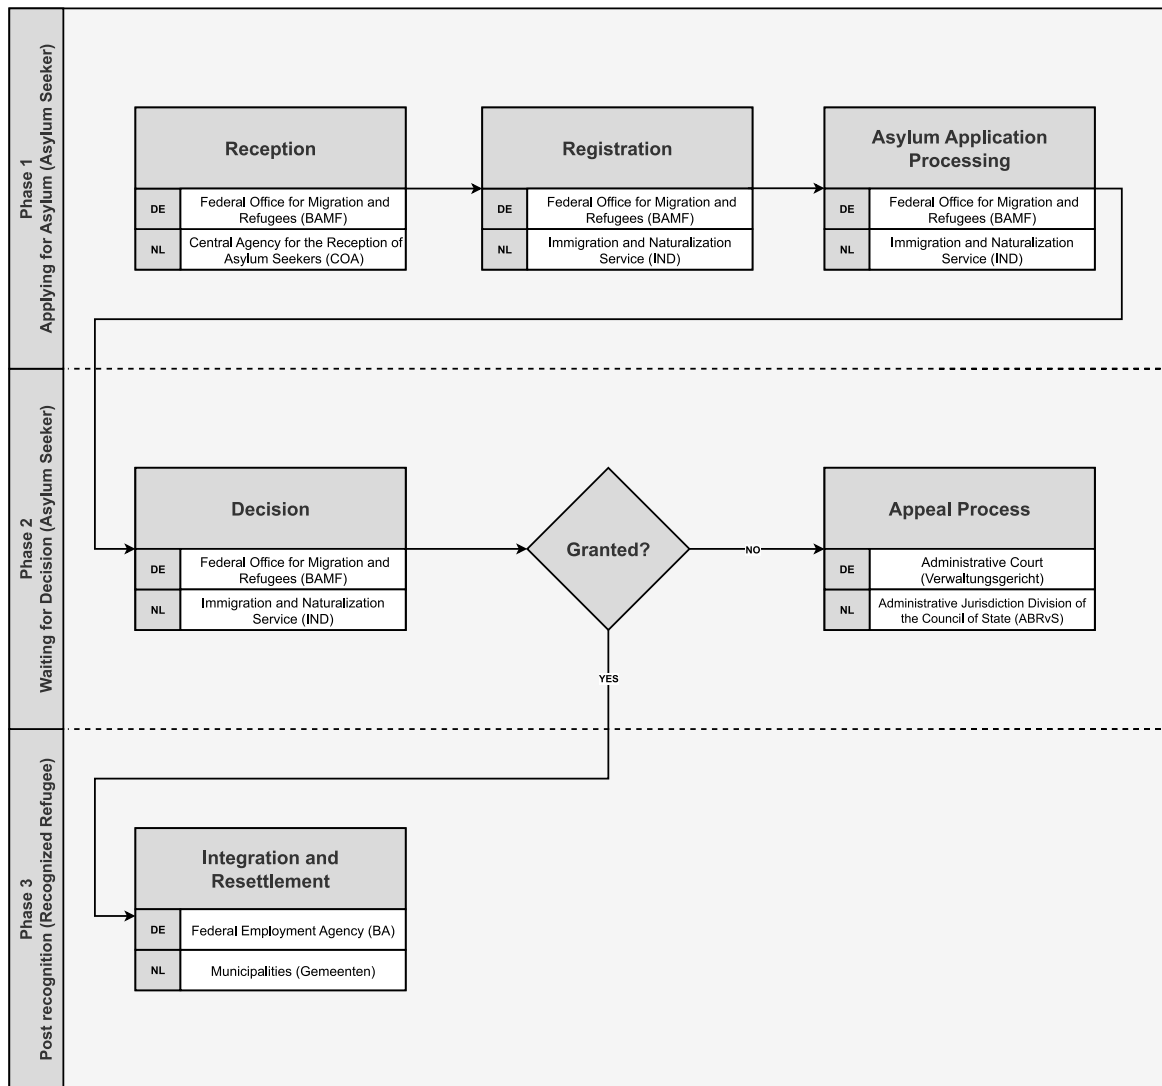 Phase 1
Applying for Asylum (Asylum Seeker)
Reception
DE
Federal Office for Migration and
Refugees (BAMF)
NL
Central Agency for the Reception of
Asylum Seekers (COA)
Registration
DE
Federal Office for Migration and
Refugees (BAMF)
NL
Immigration and Naturalization
Service (IND)
Asylum Application
Processing
DE
Federal Office for Migration and
Refugees (BAMF)
NL
Immigration and Naturalization
Service (IND)
Phase 2
Waiting for Decision (Asylum Seeker)
Decision
DE
Federal Office for Migration and
Refugees (BAMF)
NL
Immigration and Naturalization
Service (IND)
Granted?
NO
YES
Appeal Process
DE
Administrative Court
(Verwaltungsgericht)
NL
Administrative Jurisdiction Division of
the Council of State (ABRvS)
Phase 3
Post recognition (Recognized Refugee)
Integration and
Resettlement
DE
Federal Employment Agency (BA)
NL
Municipalities (Gemeenten)